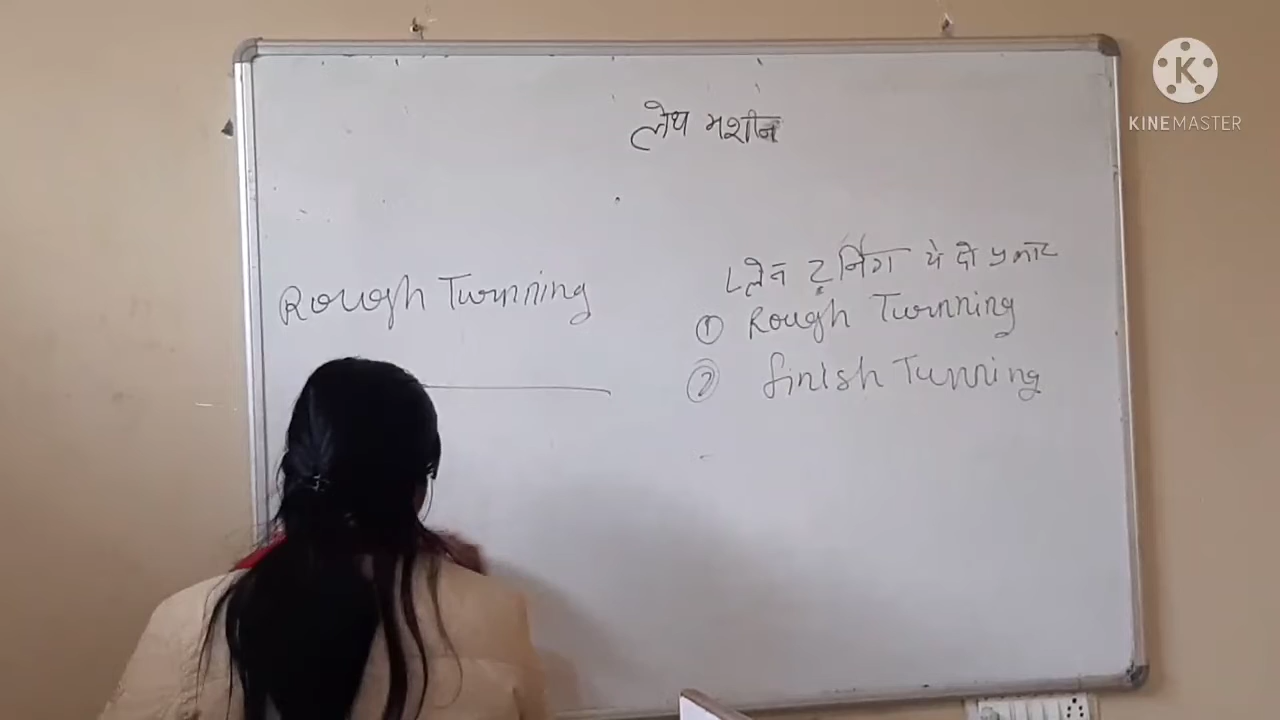 लेथ मशीन
Rough Turnning
प्लेन टर्निंग ये दो प्रकार
① Rough Turnning
② finish Turning
K
KINEMASTER